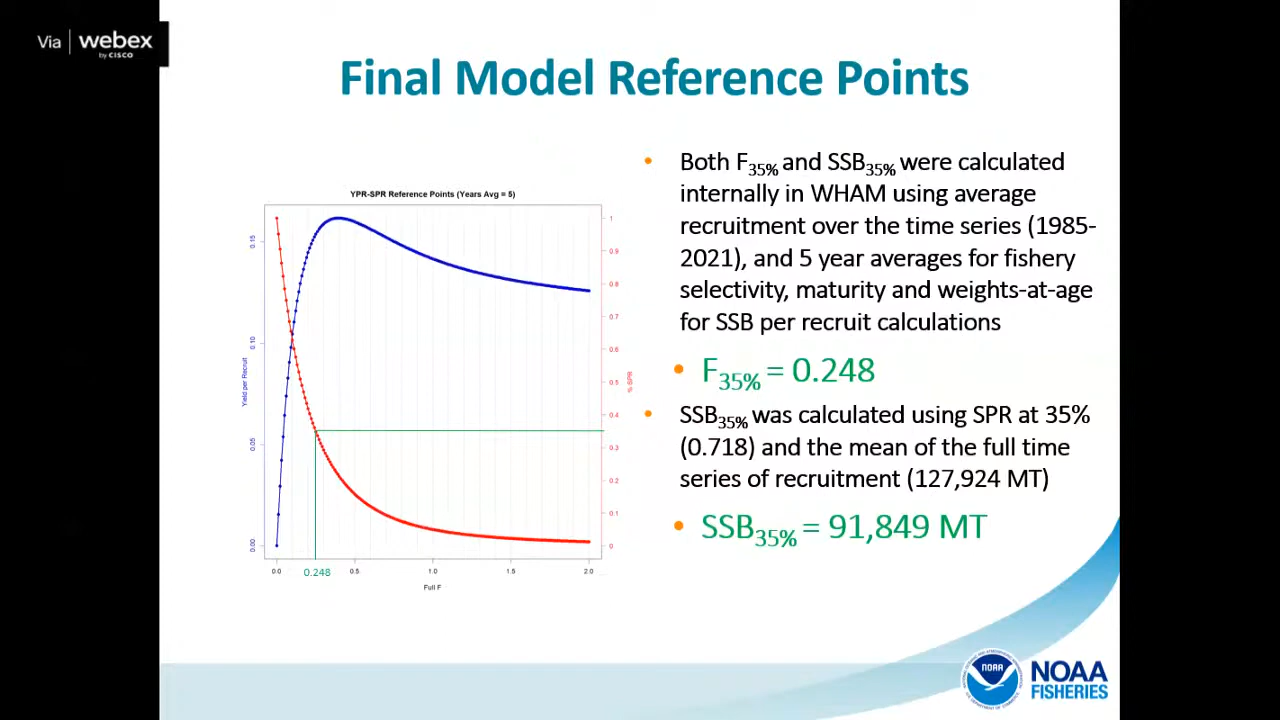 Via | webex
by CISCO
Final Model Reference Points
YPR-SPR Reference Points (Years Avg = 5)
Yield per Recruit
0.15
0.10
0.05
0.00
1
0.9
0.8
0.7
0.6
0.5
0.4
0.3
0.2
0.1
0
% SPR
0.0
0.248
0.5
1.0
1.5
2.0
Full F
• Both F35% and SSB35% were calculated
internally in WHAM using average
recruitment over the time series (1985-
2021), and 5 year averages for fishery
selectivity, maturity and weights-at-age
for SSB per recruit calculations
• F35% = 0.248
• SSB35% was calculated using SPR at 35%
(0.718) and the mean of the full time
series of recruitment (127,924 MT)
• SSB35% = 91,849 MT
NOAA
NOAA
FISHERIES